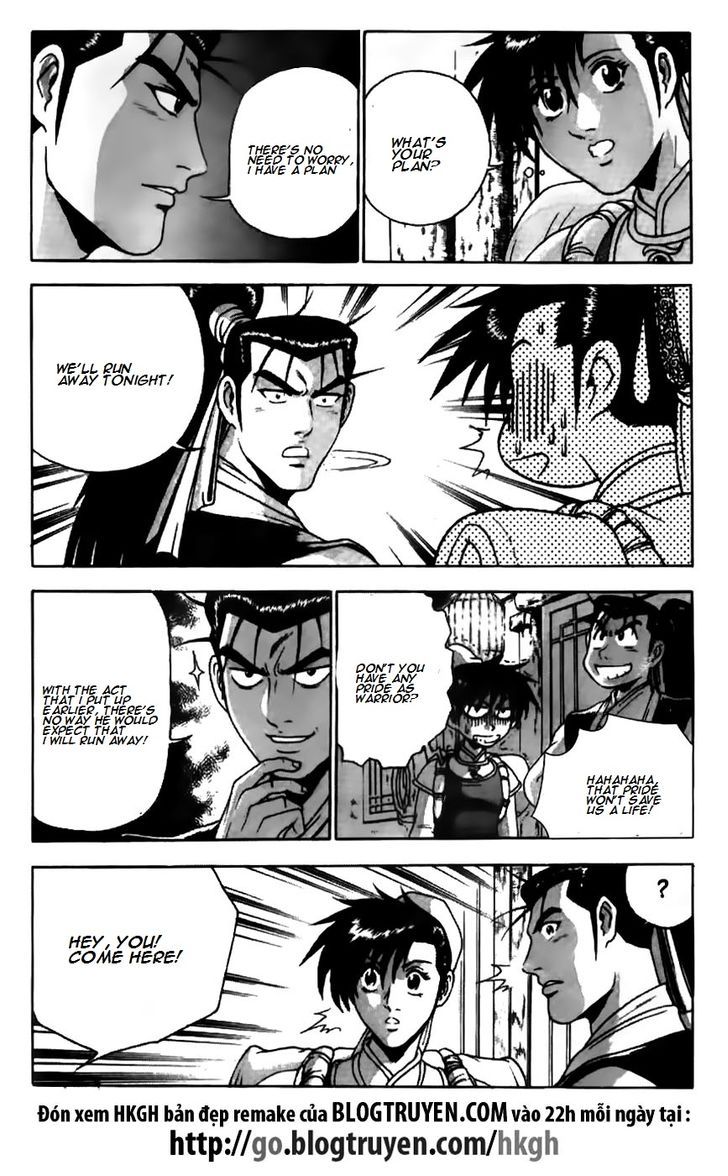 THERE'S NO
NEED TO WORRY,
I HAVE A PLAN
WHAT'S
YOUR
PLAN?
WE'LL RUN
AWAY TONIGHT!
WITH THE ACT
THAT I PUT UP
EARLIER, THERE'S
NO WAY HE WOULD
EXPECT THAT
I WILL RUN AWAY!
DON'T YOU
HAVE ANY
PRIDE AS
WARRIOR?
HAHAHAHA,
THAT PRIDE
WON'T SAVE
US A LIFE!
HEY, YOU!
COME HERE!
?
Đón xem HKGH bản đẹp remake của BLOGTRUYEN.COM vào 22h mỗi ngày tại :
http://go.blogtruyen.com/hkgh